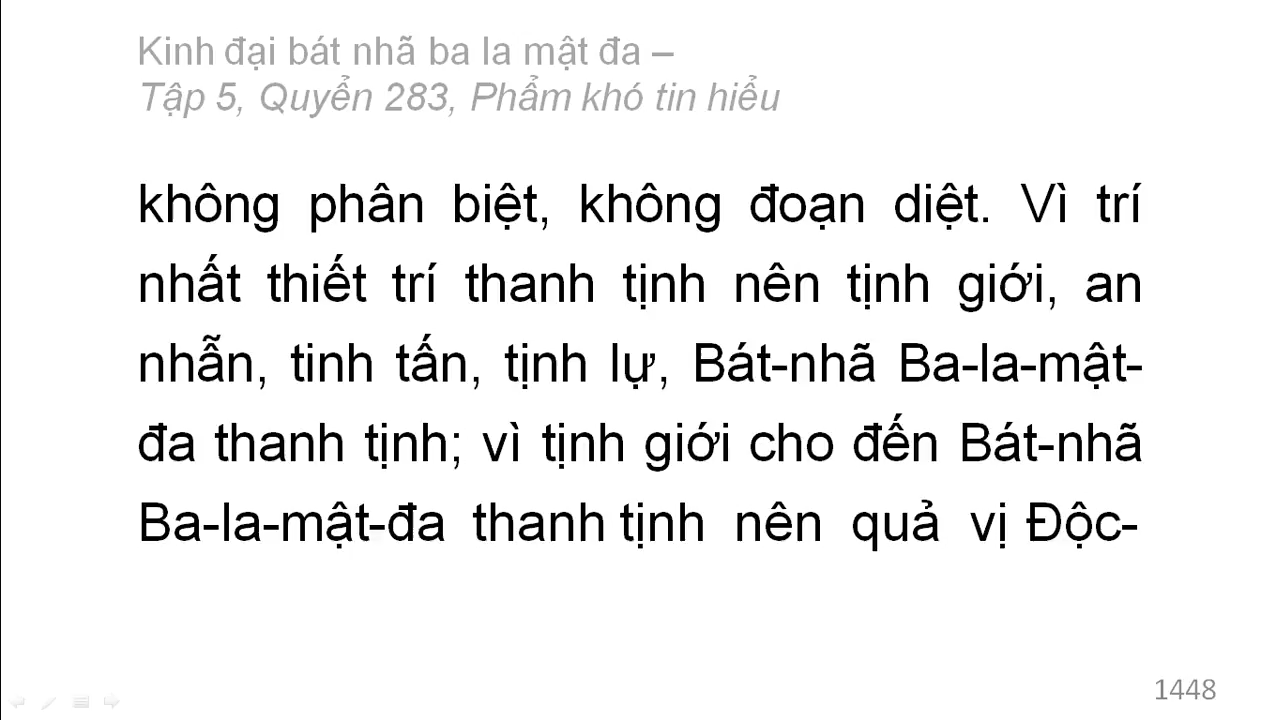 Kinh đại bát nhã ba la mật đa –
Tập 5, Quyển 283, Phẩm khó tin hiểu
không phân biệt, không đoạn diệt. Vì trí
nhất thiết trí thanh tịnh nên tịnh giới, an
nhẫn, tinh tấn, tịnh lự, Bát-nhã Ba-la-mật-
đa thanh tịnh; vì tịnh giới cho đến Bát-nhã
Ba-la-mật-đa thanh tịnh nên quả vị Độc-
1448